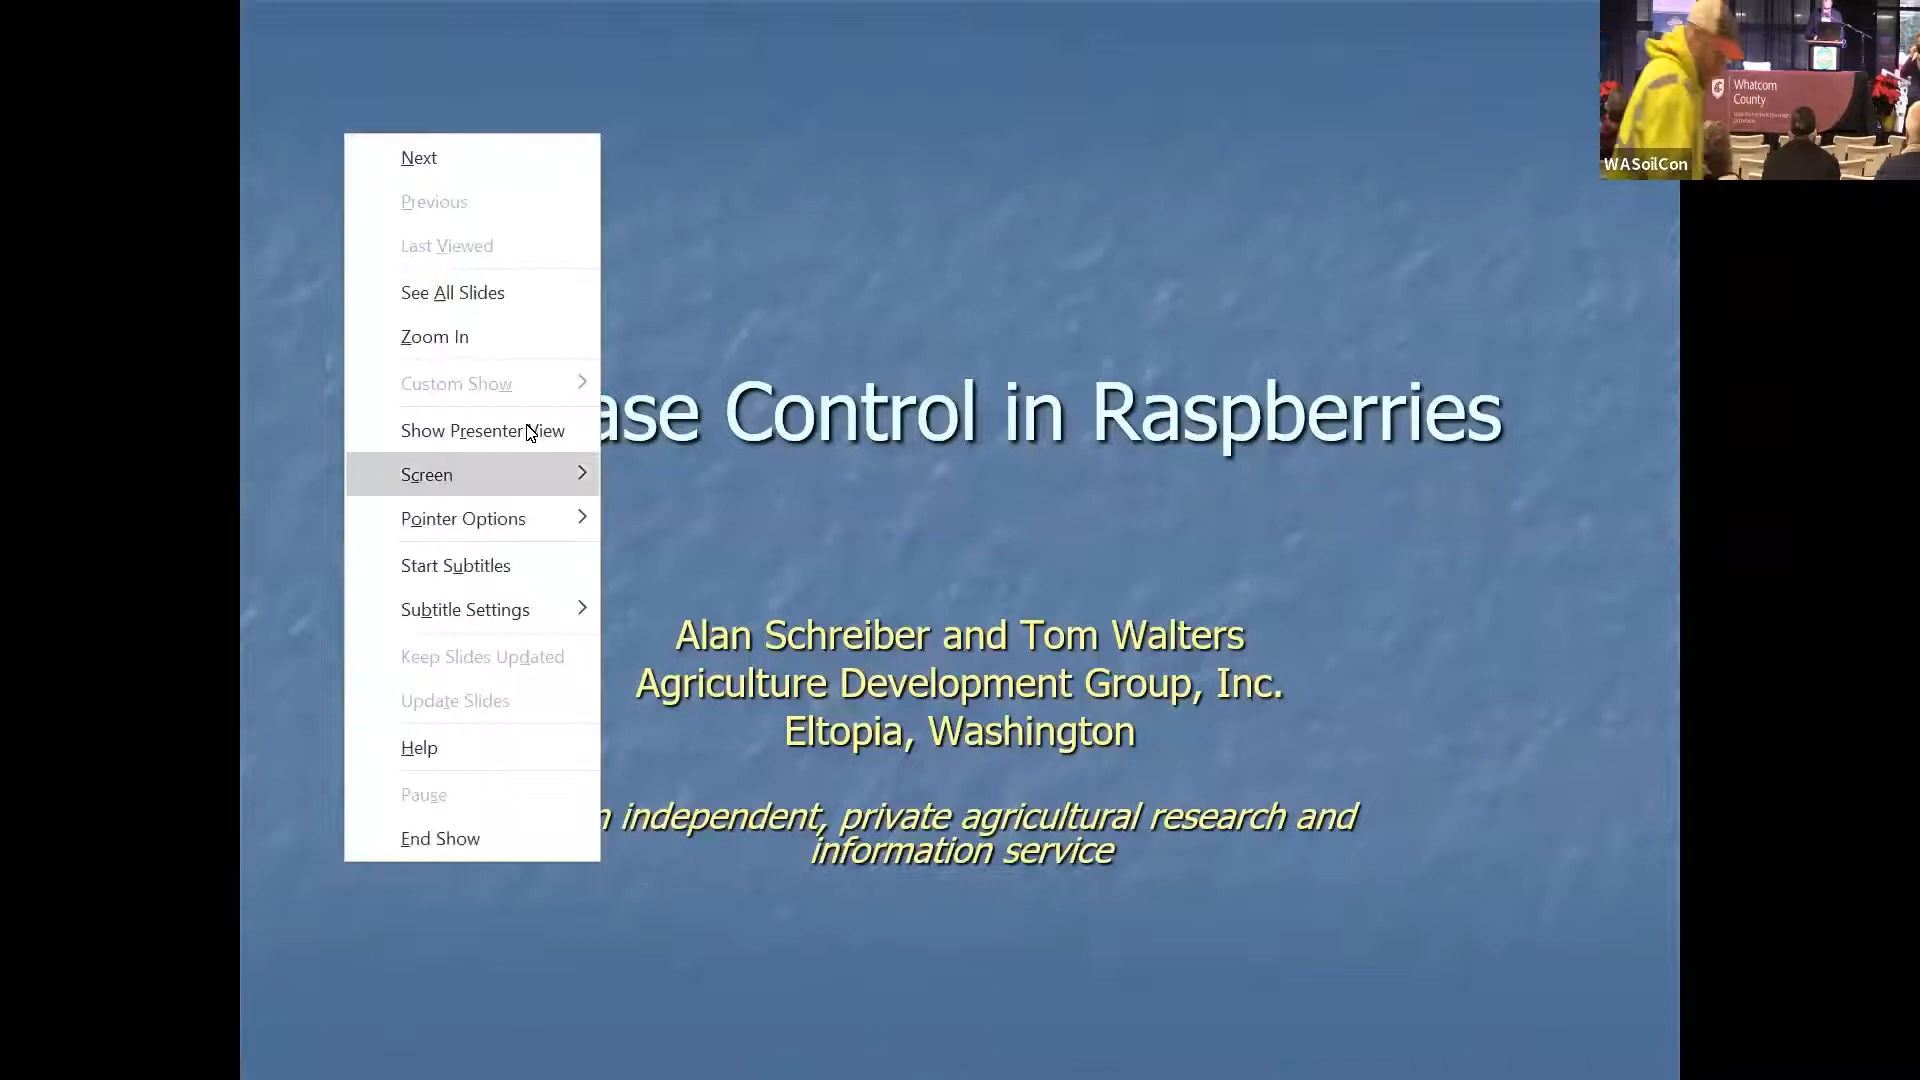 Next
Previous
Last Viewed
See All Slides
Zoom In
Custom Show
Show Presenter View
Screen
Pointer Options
Start Subtitles
Subtitle Settings
Keep Slides Updated
Update Slides
Help
Pause
End Show
ase Control in Raspberries
Alan Schreiber and Tom Walters
Agriculture Development Group, Inc.
Eltopia, Washington
n independent, private agricultural research and
information service
Whatcom
County
WASoilCon